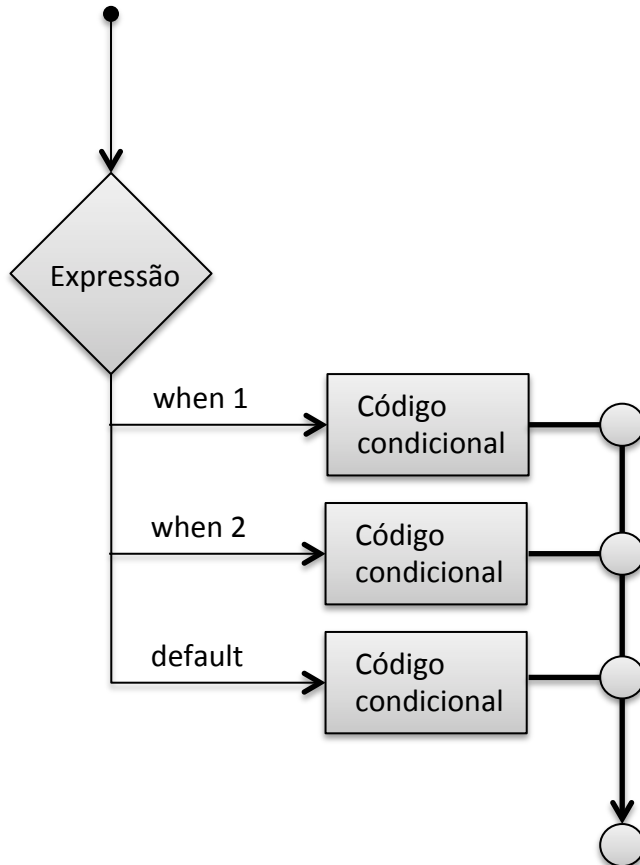 Expressão
when 1
Código
condicional
when 2
Código
condicional
default
Código
condicional